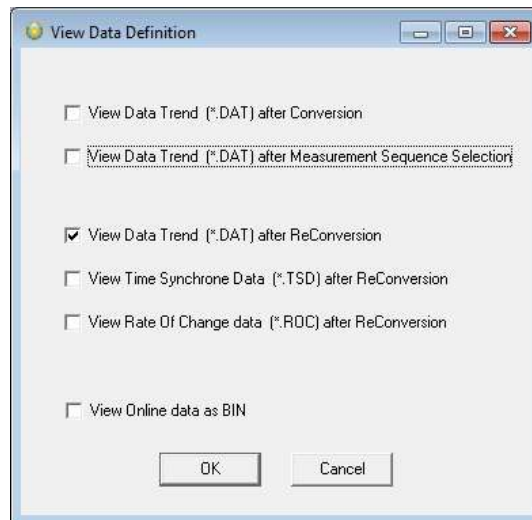 View Data Definition
View Data Trend (*.DAT) after Conversion
View Data Trend (*.DAT) after Measurement Sequence Selection
View Data Trend (*.DAT) after ReConversion
View Time Synchrone Data (*.TSD) after ReConversion
View Rate Of Change data (*.ROC) after ReConversion
View Online data as BIN
OK
Cancel